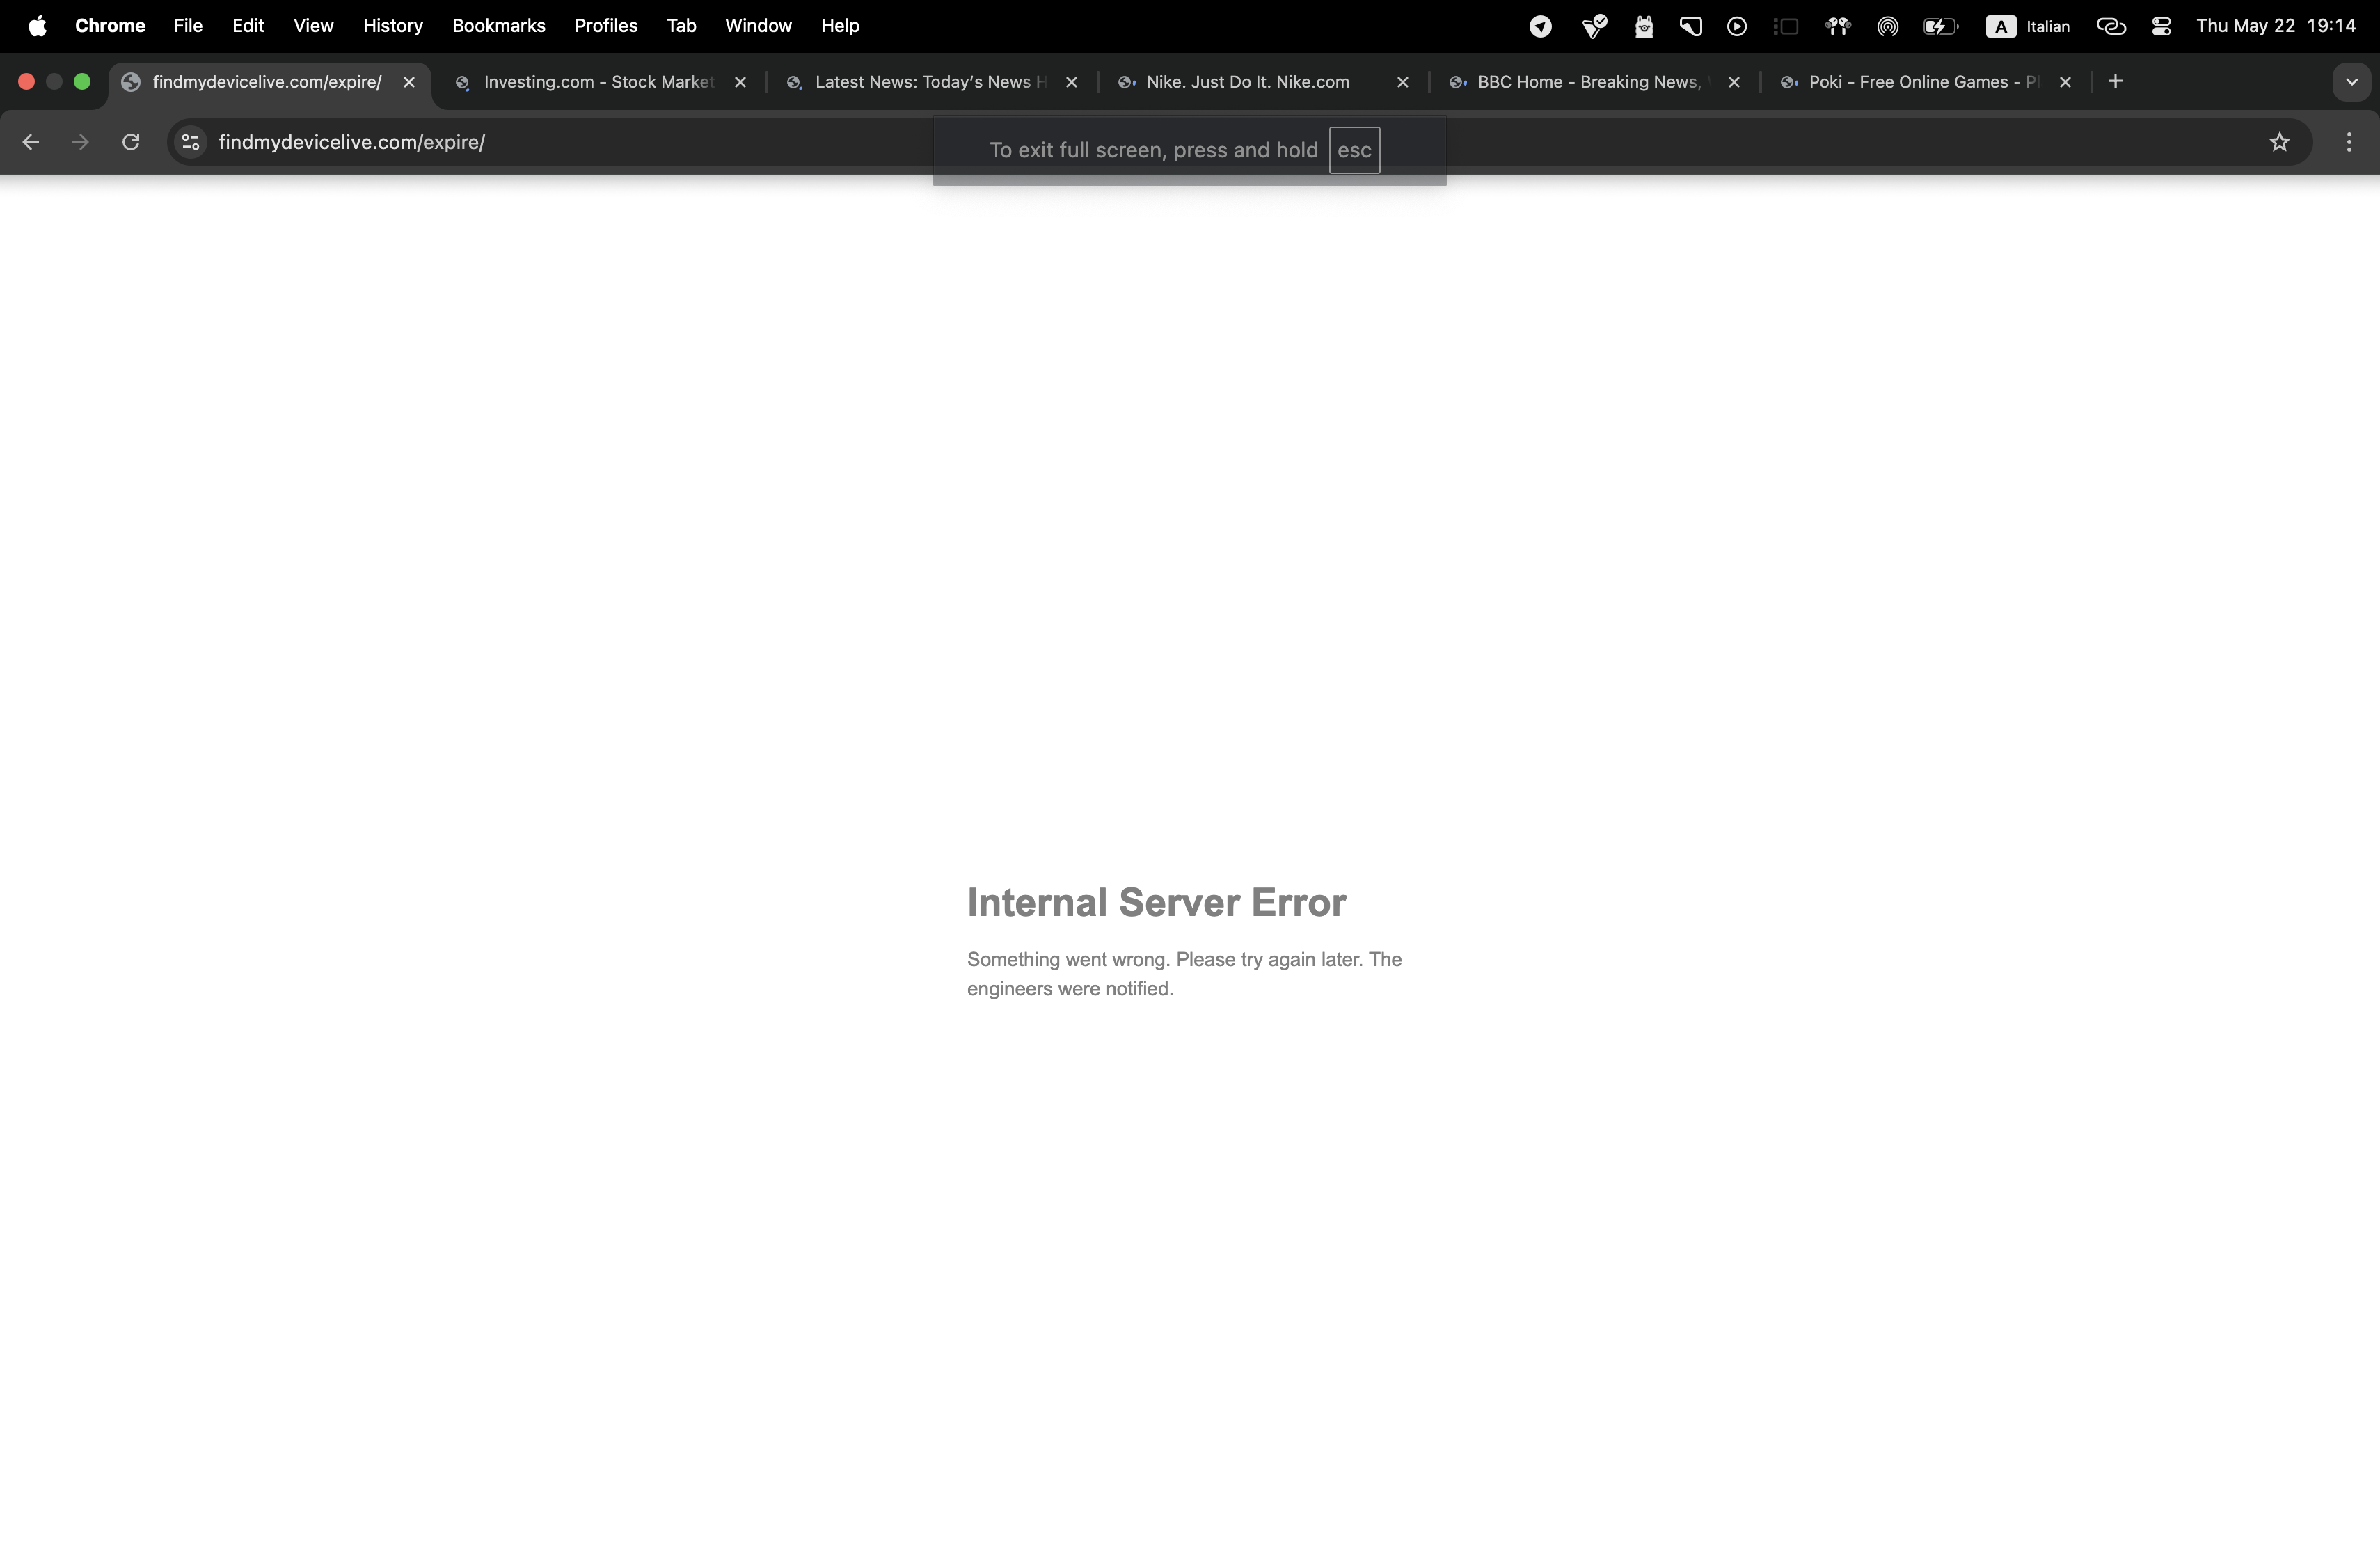 Chrome File Edit View History Bookmarks Profiles Tab Window Help A Italian Thu May 22 19:14
findmydevicelive.com/expire/ Investing.com - Stock Market Latest News: Today's News Nike. Just Do It. Nike.com BBC Home - Breaking News, Poki - Free Online Games -
findmydevicelive.com/expire/
To exit full screen, press and hold esc
Internal Server Error
Something went wrong. Please try again later. The
engineers were notified.